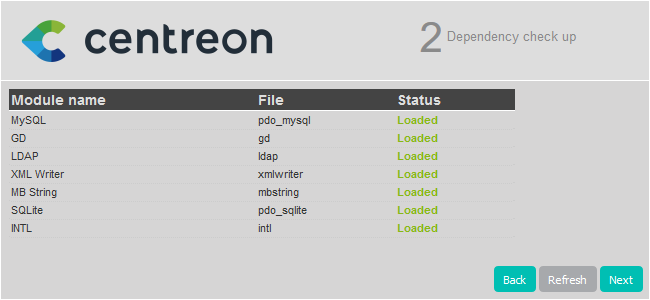 centreon
2 Dependency check up
Module name File Status
MySQL pdo_mysql Loaded
GD gd Loaded
LDAP ldap Loaded
XML Writer xmlwriter Loaded
MB String mbstring Loaded
SQLite pdo_sqlite Loaded
INTL intl Loaded
Back Refresh Next